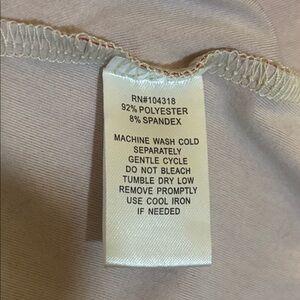 RN#104318
92% POLYESTER
8% SPANDEX
MACHINE WASH COLD
SEPARATELY
GENTLE CYCLE
DO NOT BLEACH
TUMBLE DRY LOW
REMOVE PROMPTLY
USE COOL IRON
IF NEEDED